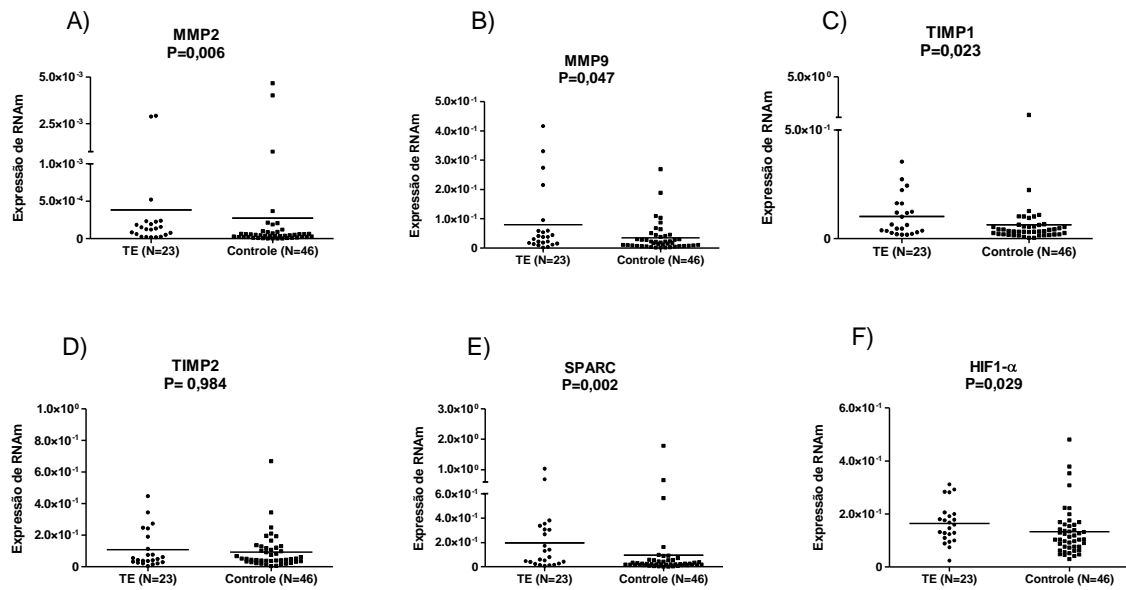 A)
MMP2
P=0,006
Expressão de RNAm
5.0×10⁻³
2.5×10⁻³
1.0×10⁻³
5.0×10⁻⁴
0
TE (N=23)
Controle (N=46)
B)
MMP9
P=0,047
Expressão de RNAm
5.0×10⁻¹
4.0×10⁻¹
3.0×10⁻¹
2.0×10⁻¹
1.0×10⁻¹
0
TE (N=23)
Controle (N=46)
C)
TIMP1
P=0,023
Expressão de RNAm
5.0×10⁰
5.0×10⁻¹
0
TE (N=23)
Controle (N=46)
D)
TIMP2
P= 0,984
Expressão de RNAm
1.0×10⁰
8.0×10⁻¹
6.0×10⁻¹
4.0×10⁻¹
2.0×10⁻¹
0
TE (N=23)
Controle (N=46)
E)
SPARC
P=0,002
Expressão de RNAm
3.0×10⁰
2.0×10⁰
1.0×10⁰
6.0×10⁻¹
4.0×10⁻¹
2.0×10⁻¹
0
TE (N=23)
Controle (N=46)
F)
HIF1-α
P=0,029
Expressão de RNAm
6.0×10⁻¹
4.0×10⁻¹
2.0×10⁻¹
0
TE (N=23)
Controle (N=46)